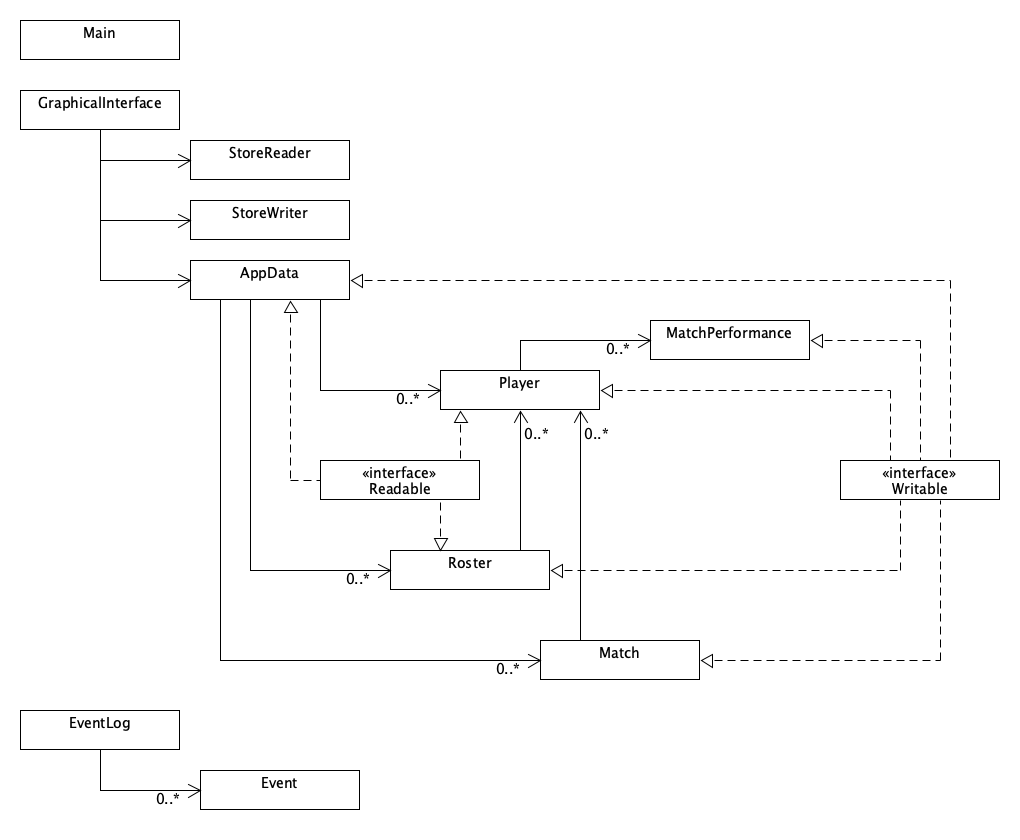 Main
GraphicalInterface
StoreReader
StoreWriter
AppData
MatchPerformance
0..*
Player
0..*
0..*
0..*
«interface»
Readable
«interface»
Writable
Roster
0..*
Match
0..*
EventLog
Event
0..*